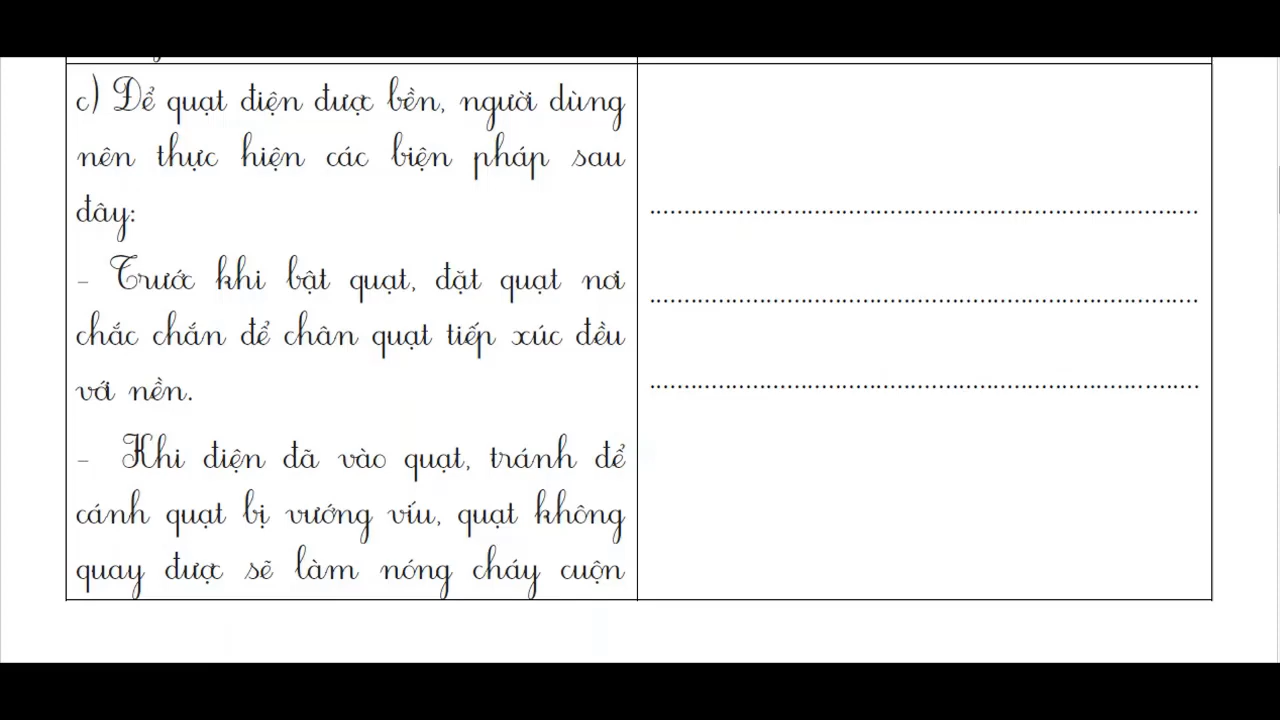 c) Để quạt điện được bền, người dùng
nên thực hiện các biện pháp sau
đây:
- Trước khi bật quạt, đặt quạt nơi
chắc chắn để chân quạt tiếp xúc đều
với nền.
- Khi điện đã vào quạt, tránh để
cánh quạt bị vướng víu, quạt không
quay được sẽ làm nóng cháy cuộn